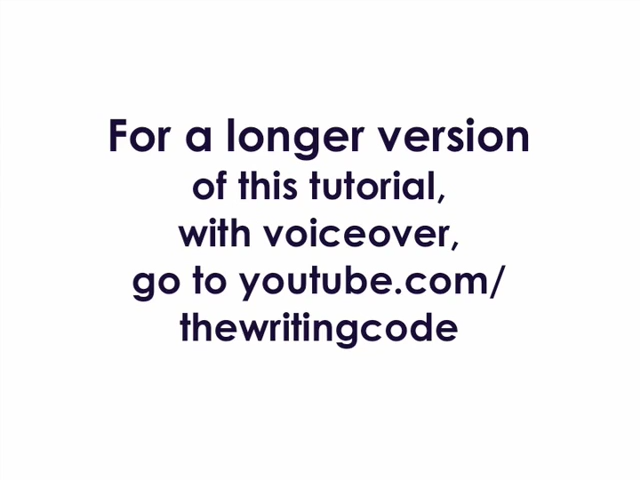 For a longer version
of this tutorial,
with voiceover,
go to youtube.com/
thewritingcode